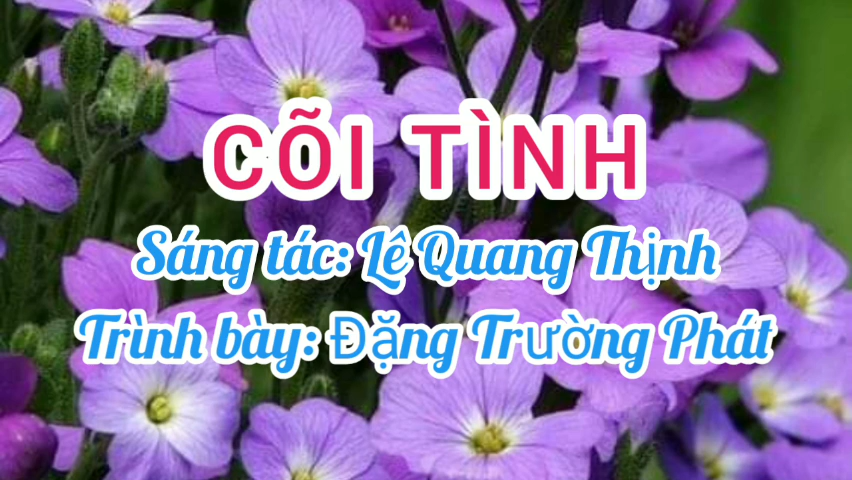 CÕI TÌNH
Sáng tác: Lê Quang Thịnh
Trình bày: Đặng Trường Phát